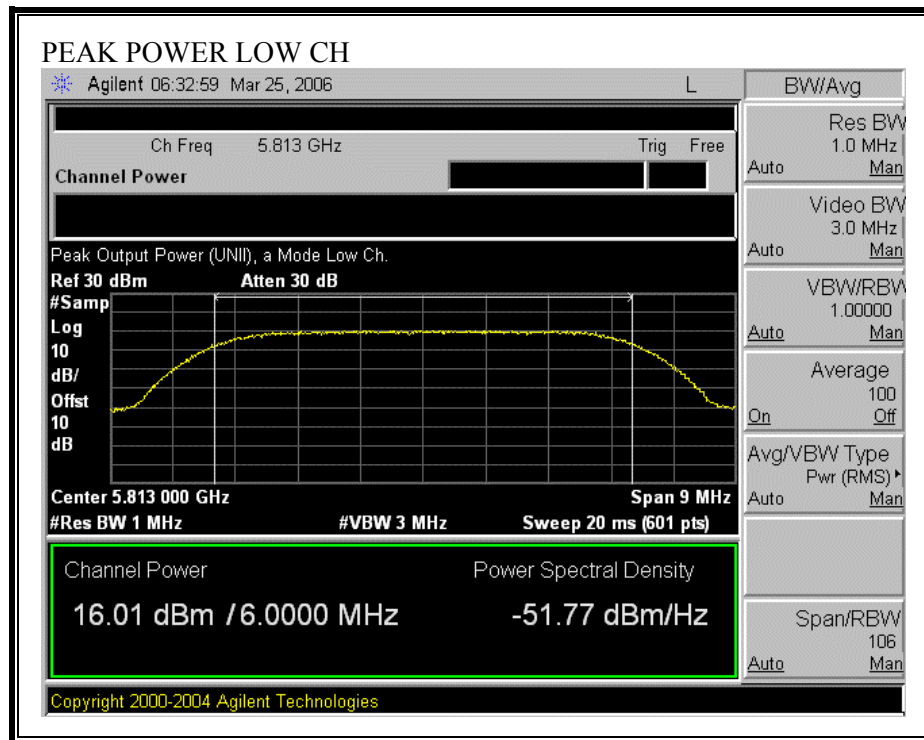 PEAK POWER LOW CH
Agilent 06:32:59 Mar 25, 2006 L
BW/Avg
Ch Freq 5.813 GHz Trig Free
Channel Power
Peak Output Power (UNII), a Mode Low Ch.
Ref 30 dBm Atten 30 dB
#Samp
Log
10
dB/
Offst
10
dB
Center 5.813 000 GHz Span 9 MHz
#Res BW 1 MHz #VBW 3 MHz Sweep 20 ms (601 pts)
Channel Power Power Spectral Density
16.01 dBm / 6.0000 MHz -51.77 dBm/Hz
Res BW
1.0 MHz
Auto Man
Video BW
3.0 MHz
Auto Man
VBW/RBW
1.00000
Auto Man
Average
100
On Off
Avg/VBW Type
Pwr (RMS)
Auto Man
Span/RBW
106
Auto Man
Copyright 2000-2004 Agilent Technologies